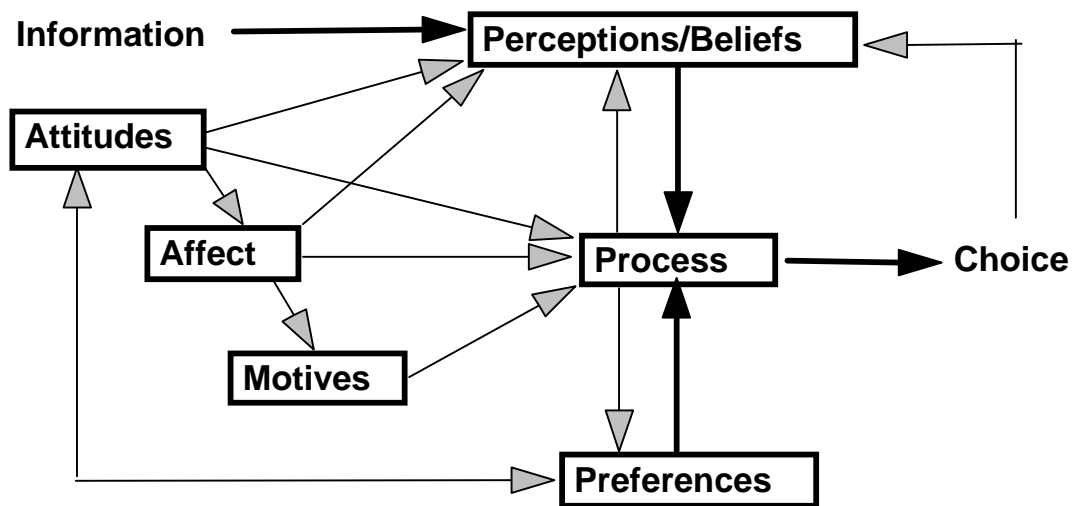 Information
Perceptions/Beliefs
Attitudes
Affect
Process
Choice
Motives
Preferences